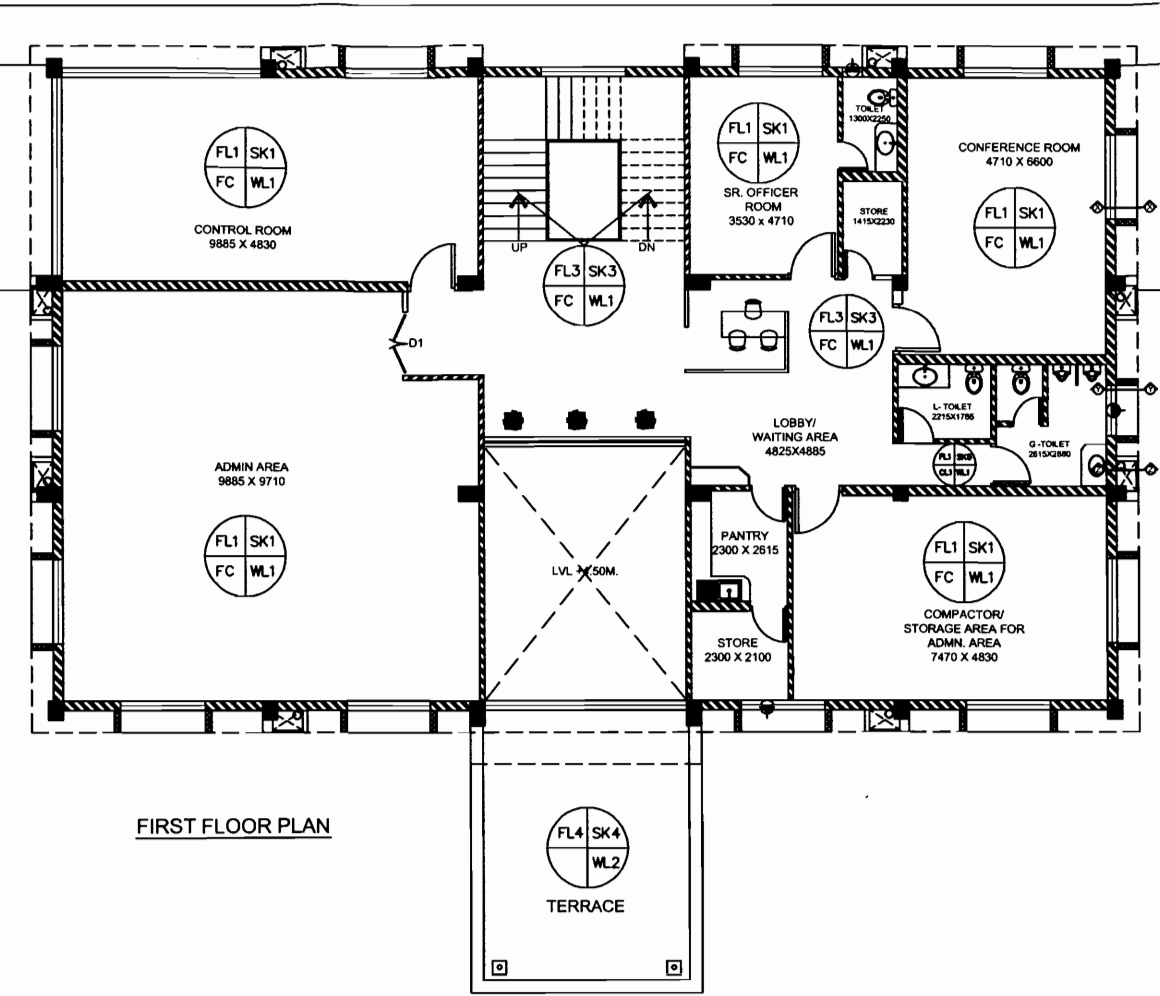 FL1 SK1
FC WL1
CONTROL ROOM
9885 X 4830
UP
DN
FL3 SK3
FC WL1
FL1 SK1
FC WL1
SR. OFFICER
ROOM
3530 x 4710
TOILET
1300X2250
STORE
1415X2230
CONFERENCE ROOM
4710 X 6600
FL1 SK1
FC WL1
X X
D1
FL3 SK3
FC WL1
L- TOILET
2215X1785
Y Y
G -TOILET
2615X2680
Z Z
LOBBY/
WAITING AREA
4825X4885
WL1
ADMIN AREA
9885 X 9710
FL1 SK1
FC WL1
LVL 50M.
PANTRY
2300 X 2615
STORE
2300 X 2100
FL1 SK1
FC WL1
COMPACTOR/
STORAGE AREA FOR
ADMN. AREA
7470 X 4830
FIRST FLOOR PLAN
FL4 SK4
WL2
TERRACE